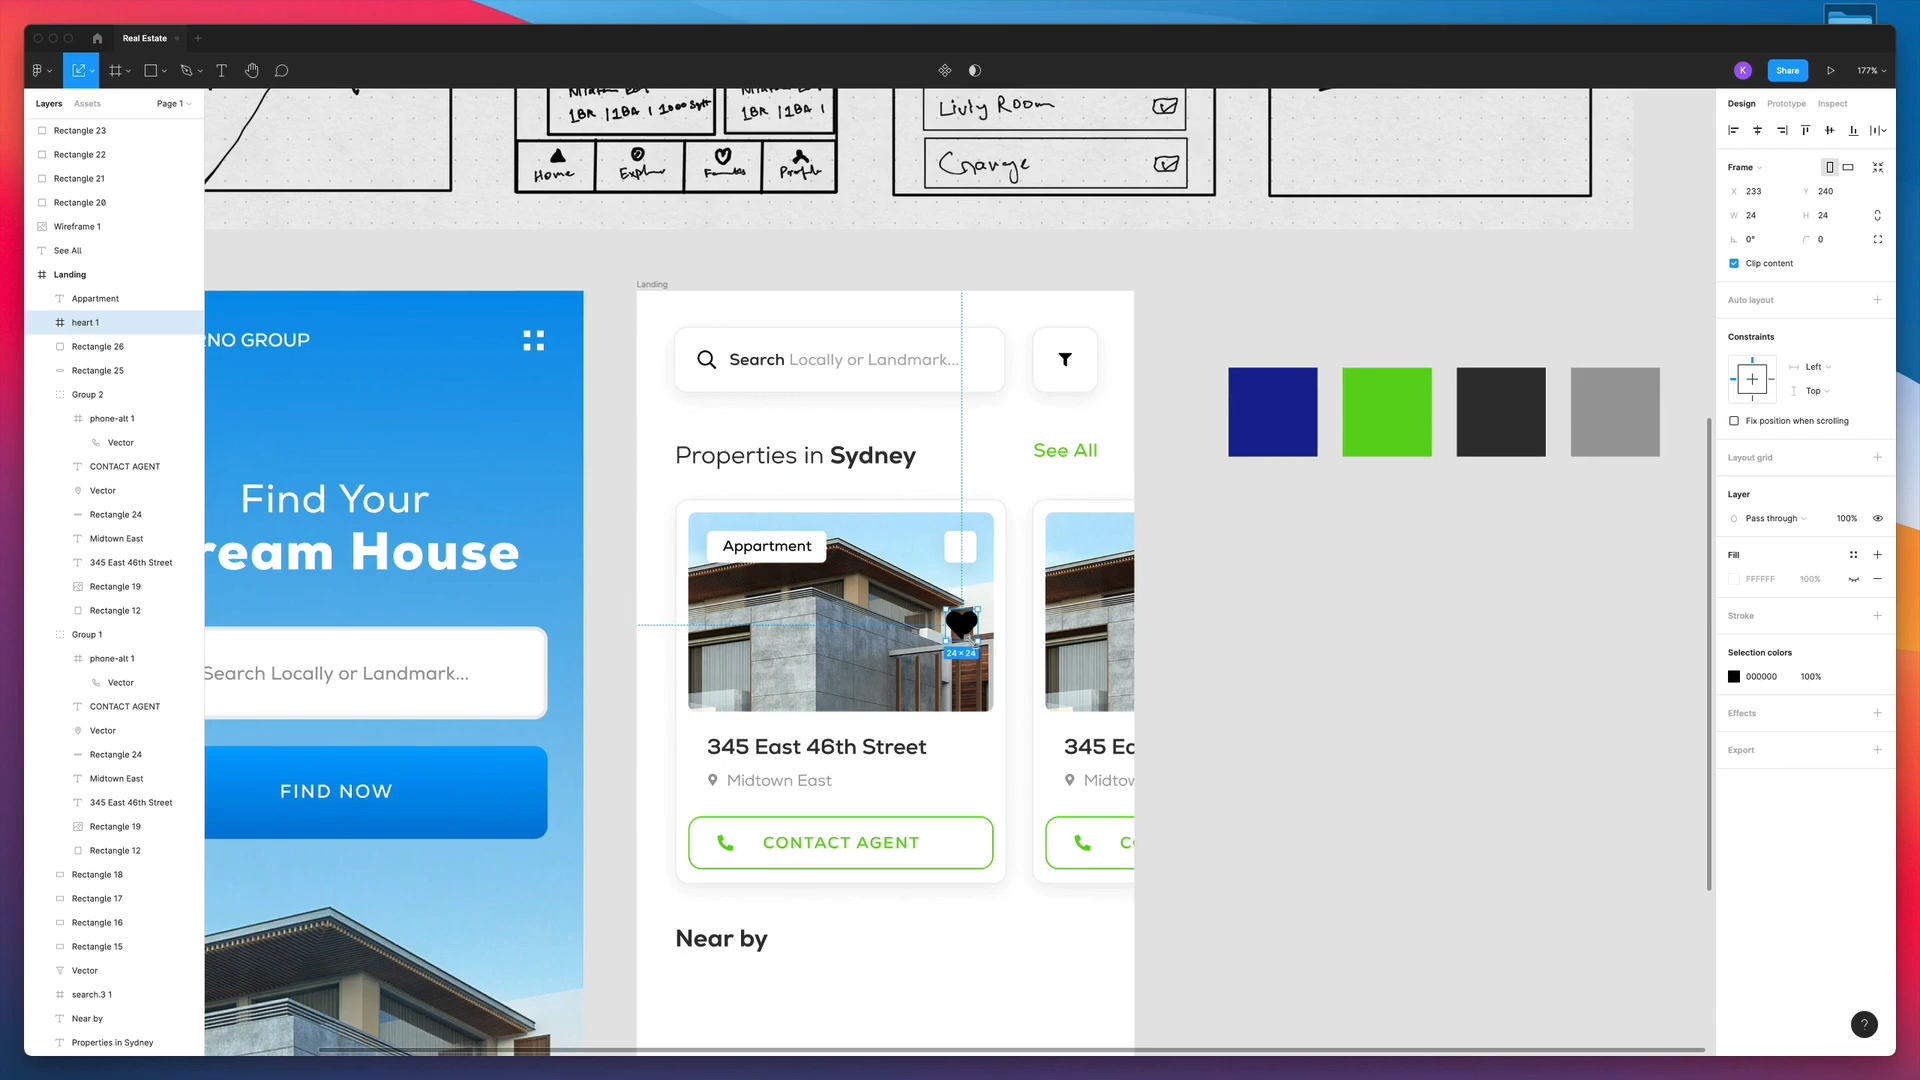 Real Estate
K
Share
177%
Layers
Assets
Page 1
Rectangle 23
Rectangle 22
Rectangle 21
Rectangle 20
Wireframe 1
See All
Landing
Appartment
heart 1
Rectangle 26
Rectangle 25
Group 2
phone-alt 1
Vector
CONTACT AGENT
Vector
Rectangle 24
Midtown East
345 East 46th Street
Rectangle 19
Rectangle 12
Group 1
phone-alt 1
Vector
CONTACT AGENT
Vector
Rectangle 24
Midtown East
345 East 46th Street
Rectangle 19
Rectangle 12
Rectangle 18
Rectangle 17
Rectangle 16
Rectangle 15
Vector
search.3 1
Near by
Properties in Sydney
1BR | 1BA | 1000 Sqft
1BR | 1BA |
Home
Room
RNO GROUP
Find Your
ream House
Search Locally or Landmark...
FIND NOW
Landing
Search Locally or Landmark...
Properties in Sydney
See All
Appartment
24 × 24
345 East 46th Street
Midtown East
CONTACT AGENT
345 Ea
Midtow
Near by
Design
Prototype
Inspect
Frame
X 233
Y 240
W 24
H 24
0°
0
Clip content
Auto layout
Constraints
Left
Top
Fix position when scrolling
Layout grid
Layer
Pass through
100%
Fill
FFFFFF
100%
Stroke
Selection colors
000000
100%
Effects
Export
?